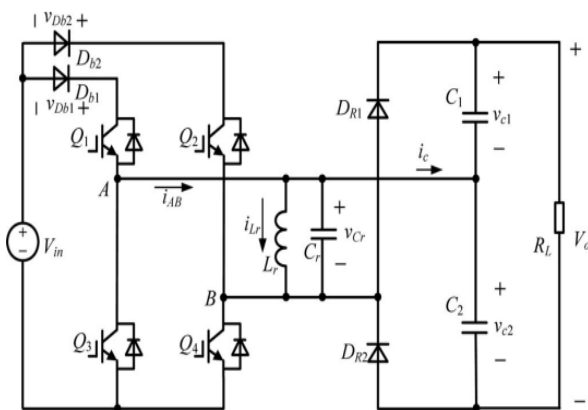 | v_Db2 +
D_b2
| v_Db1 + D_b1
Q_1 Q_2 D_R1 C_1 + v_c1 − +
A i_AB i_c
V_in + − i_Lr L_r C_r + v_Cr − R_L V_o
B
Q_3 Q_4 D_R2 C_2 + v_c2 − −